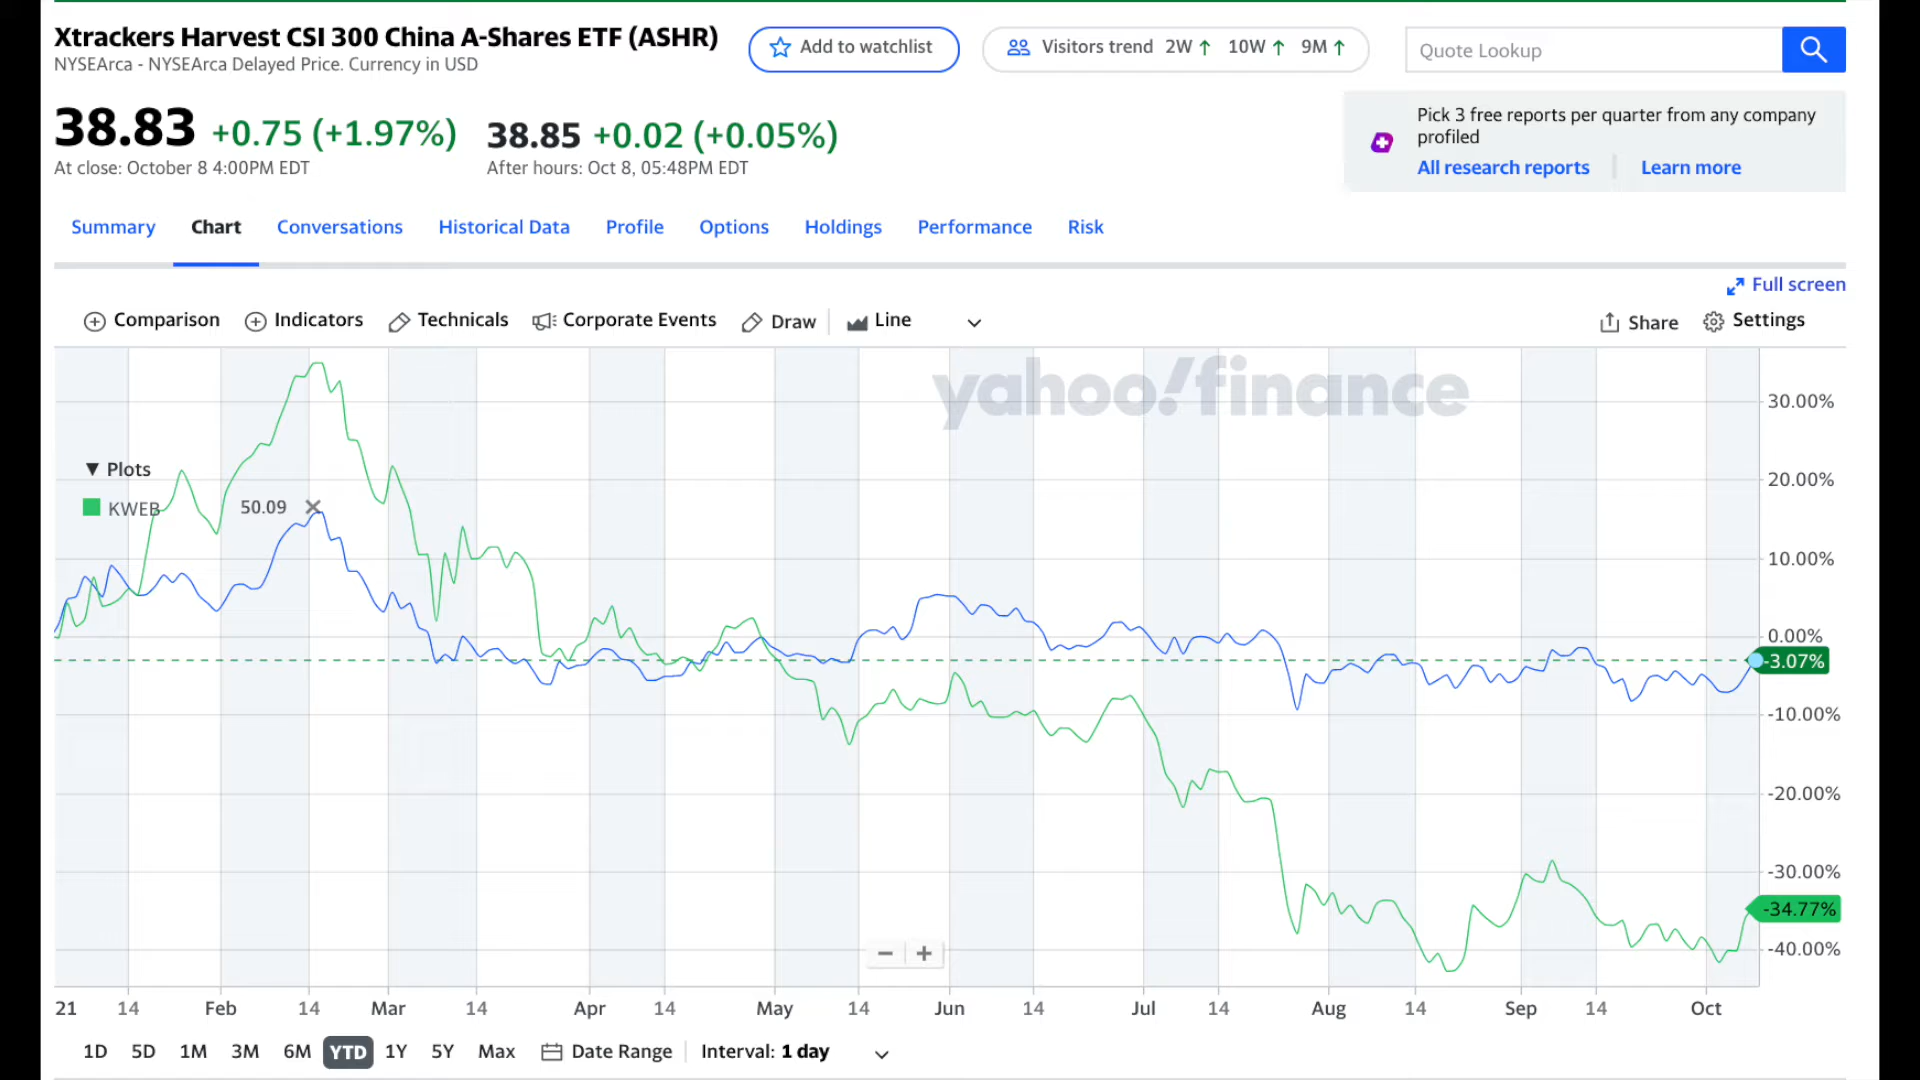 Xtrackers Harvest CSI 300 China A-Shares ETF (ASHR)
NYSEArca - NYSEArca Delayed Price. Currency in USD
Add to watchlist
Visitors trend 2W↑ 10W↑ 9M↑
Quote Lookup
38.83 +0.75 (+1.97%)
At close: October 8 4:00PM EDT
38.85 +0.02 (+0.05%)
After hours: Oct 8, 05:48PM EDT
Pick 3 free reports per quarter from any company
profiled
All research reports
Learn more
Summary Chart Conversations Historical Data Profile Options Holdings Performance Risk
Full screen
Comparison Indicators Technicals Corporate Events Draw Line
Share Settings
yahoo!finance
▼ Plots
KWEB 50.09
30.00%
20.00%
10.00%
0.00%
-3.07%
-10.00%
-20.00%
-30.00%
-34.77%
-40.00%
− +
21 14 Feb 14 Mar 14 Apr 14 May 14 Jun 14 Jul 14 Aug 14 Sep 14 Oct
1D 5D 1M 3M 6M YTD 1Y 5Y Max Date Range Interval: 1 day